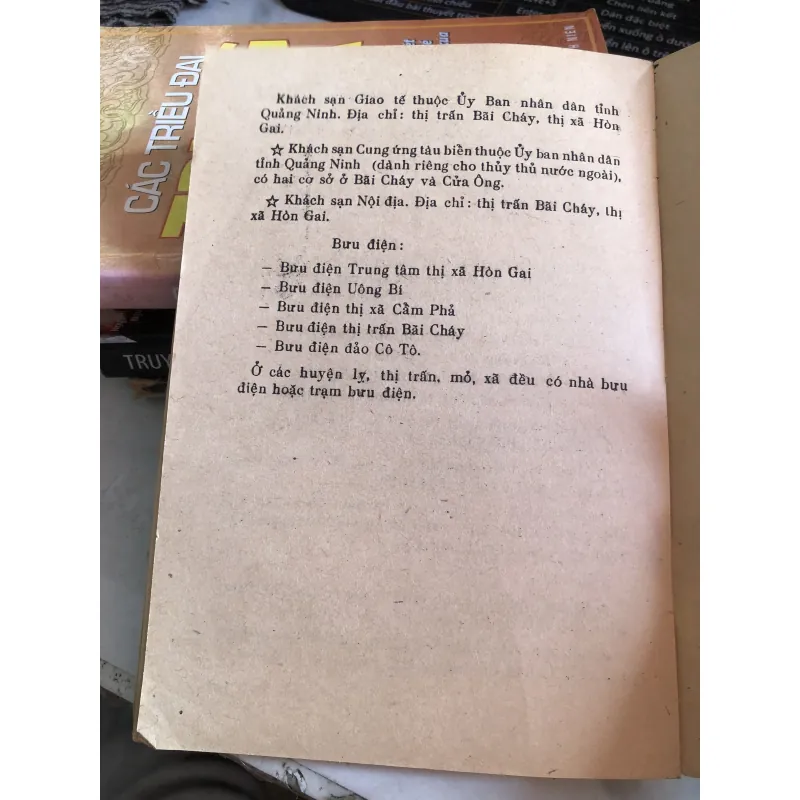 Khách sạn Giao tế thuộc Ủy Ban nhân dân tỉnh
Quảng Ninh. Địa chỉ: thị trấn Bãi Cháy, thị xã Hòn
Gai.
☆ Khách sạn Cung ứng tàu biển thuộc Ủy ban nhân dân
tỉnh Quảng Ninh (dành riêng cho thủy thủ nước ngoài),
có hai cơ sở ở Bãi Cháy và Cửa Ông.
☆ Khách sạn Nội địa. Địa chỉ: thị trấn Bãi Cháy, thị
xã Hòn Gai.
Bưu điện:
— Bưu điện Trung tâm thị xã Hòn Gai
— Bưu điện Uông Bí
— Bưu điện thị xã Cẩm Phả
— Bưu điện thị trấn Bãi Cháy
— Bưu điện đảo Cô Tô.
Ở các huyện lỵ, thị trấn, mỏ, xã đều có nhà bưu
điện hoặc trạm bưu điện.
CÁC TRIỀU ĐẠI
TRUY